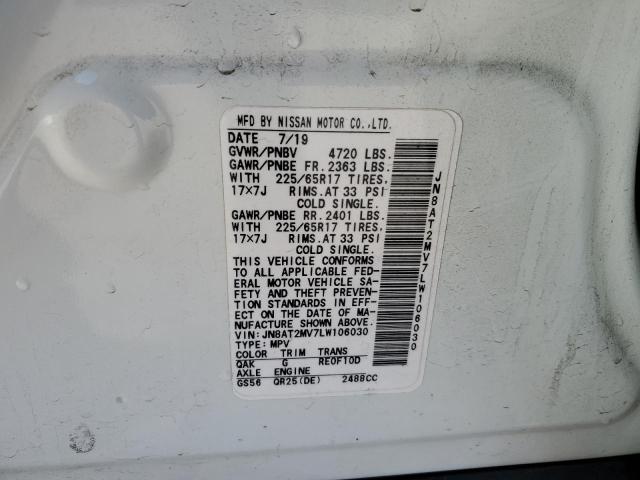 MFD BY NISSAN MOTOR CO.,LTD.
DATE 7/19
GVWR/PNBV 4720 LBS.
GAWR/PNBE FR. 2363 LBS.
WITH 225/65R17 TIRES,
17×7J RIMS.AT 33 PSI
COLD SINGLE.
GAWR/PNBE RR. 2401 LBS.
WITH 225/65R17 TIRES,
17×7J RIMS.AT 33 PSI
COLD SINGLE.
THIS VEHICLE CONFORMS
TO ALL APPLICABLE FED-
ERAL MOTOR VEHICLE SA-
FETY AND THEFT PREVEN-
TION STANDARDS IN EFF-
ECT ON THE DATE OF MA-
NUFACTURE SHOWN ABOVE.
VIN: JN8AT2MV7LW106030
TYPE: MPV
COLOR TRIM TRANS
QAK G RE0F10D
AXLE ENGINE
GS56 QR25(DE) 2488CC
JN8AT2MV7LW106030